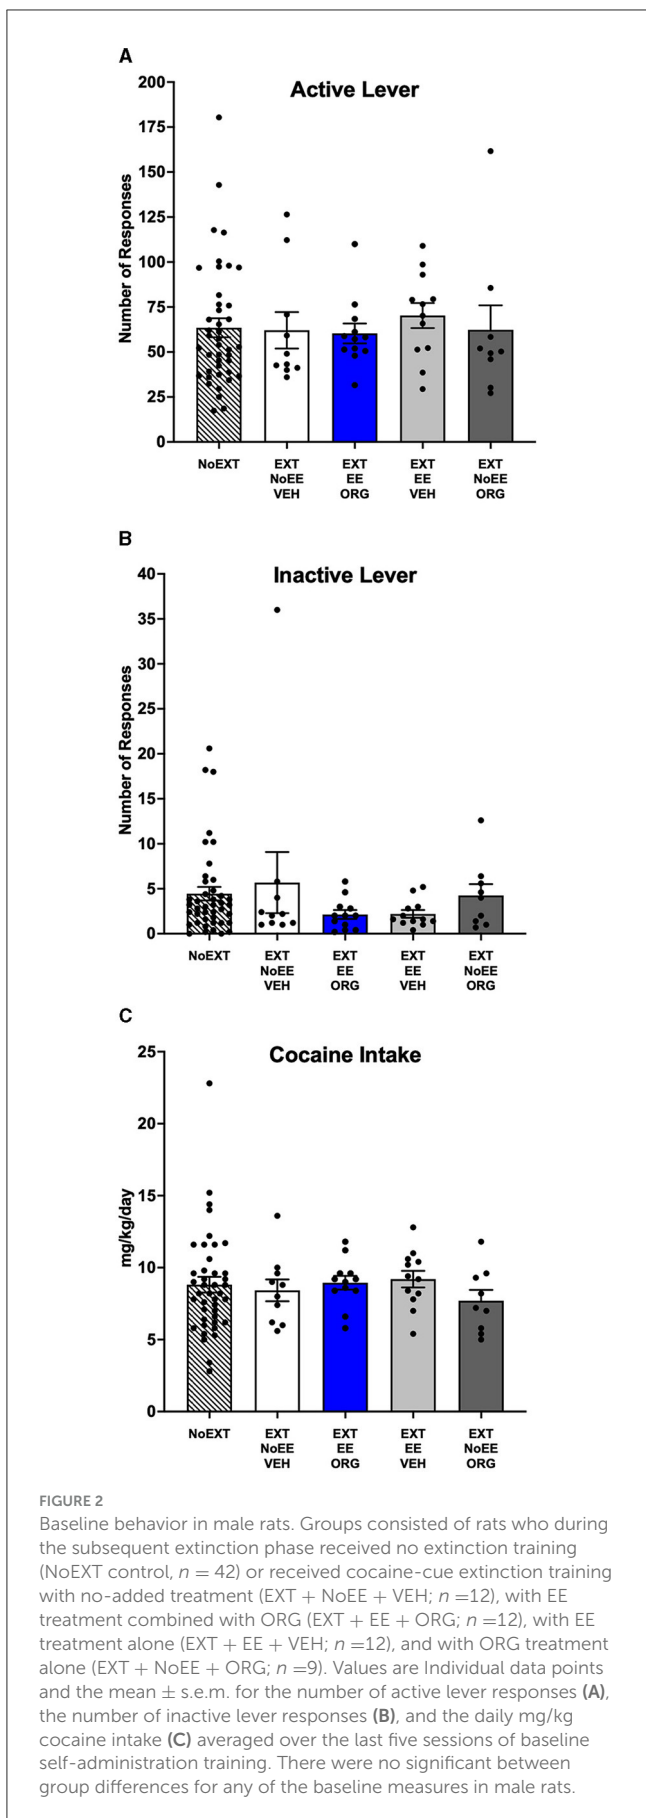 A
Active Lever
Number of Responses
200
175
150
125
100
75
50
25
0
NoEXT
EXT
NoEE
VEH
EXT
EE
ORG
EXT
EE
VEH
EXT
NoEE
ORG
B
Inactive Lever
Number of Responses
40
35
30
25
20
15
10
5
0
NoEXT
EXT
NoEE
VEH
EXT
EE
ORG
EXT
EE
VEH
EXT
NoEE
ORG
C
Cocaine Intake
mg/kg/day
25
20
15
10
5
0
NoEXT
EXT
NoEE
VEH
EXT
EE
ORG
EXT
EE
VEH
EXT
NoEE
ORG
FIGURE 2
Baseline behavior in male rats. Groups consisted of rats who during
the subsequent extinction phase received no extinction training
(NoEXT control, n = 42) or received cocaine-cue extinction training
with no-added treatment (EXT + NoEE + VEH; n =12), with EE
treatment combined with ORG (EXT + EE + ORG; n =12), with EE
treatment alone (EXT + EE + VEH; n =12), and with ORG treatment
alone (EXT + NoEE + ORG; n =9). Values are Individual data points
and the mean ± s.e.m. for the number of active lever responses (A),
the number of inactive lever responses (B), and the daily mg/kg
cocaine intake (C) averaged over the last five sessions of baseline
self-administration training. There were no significant between
group differences for any of the baseline measures in male rats.